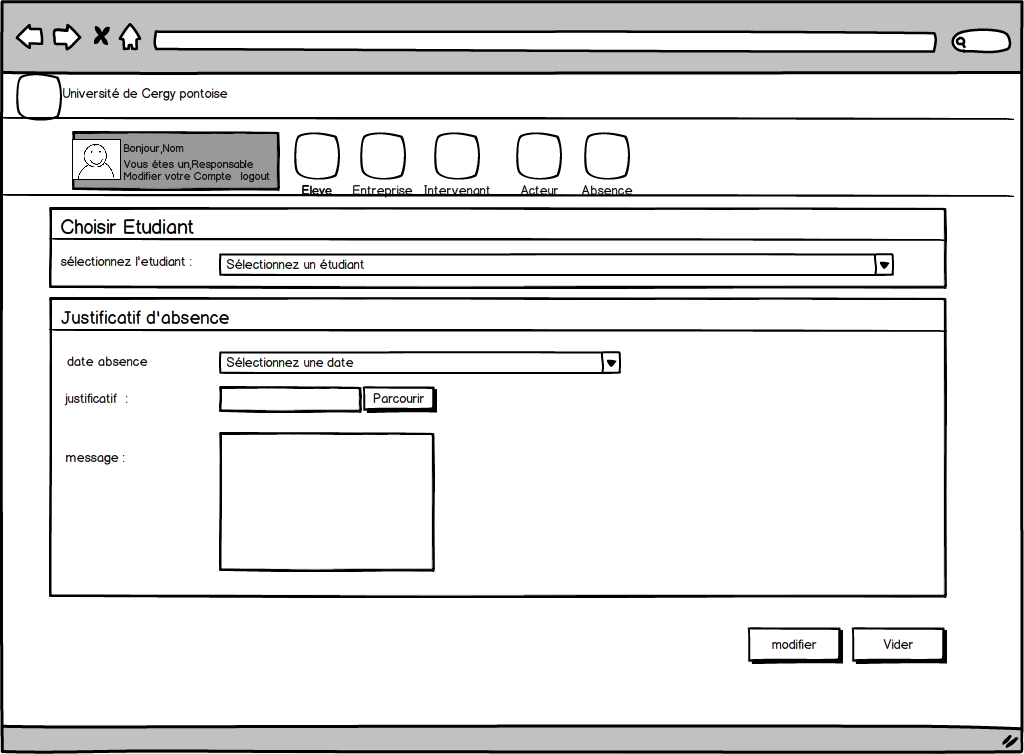 Université de Cergy pontoise
Bonjour,Nom
Vous êtes un,Responsable
Modifier votre Compte logout
Eleve Entreprise Intervenant Acteur Absence
Choisir Etudiant
sélectionnez l'etudiant : Sélectionnez un étudiant
Justificatif d'absence
date absence Sélectionnez une date
justificatif : Parcourir
message :
modifier Vider